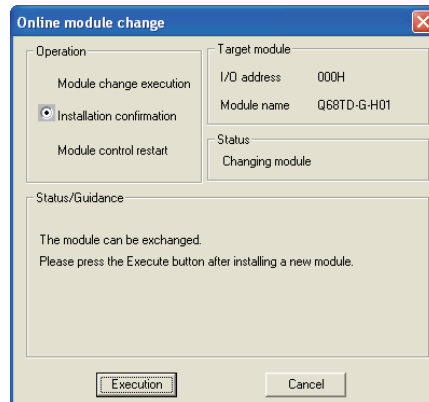 Online module change
Operation
Module change execution
Installation confirmation
Module control restart
Target module
I/O address 000H
Module name Q68TD-G-H01
Status
Changing module
Status/Guidance
The module can be exchanged.
Please press the Execute button after installing a new module.
Execution Cancel